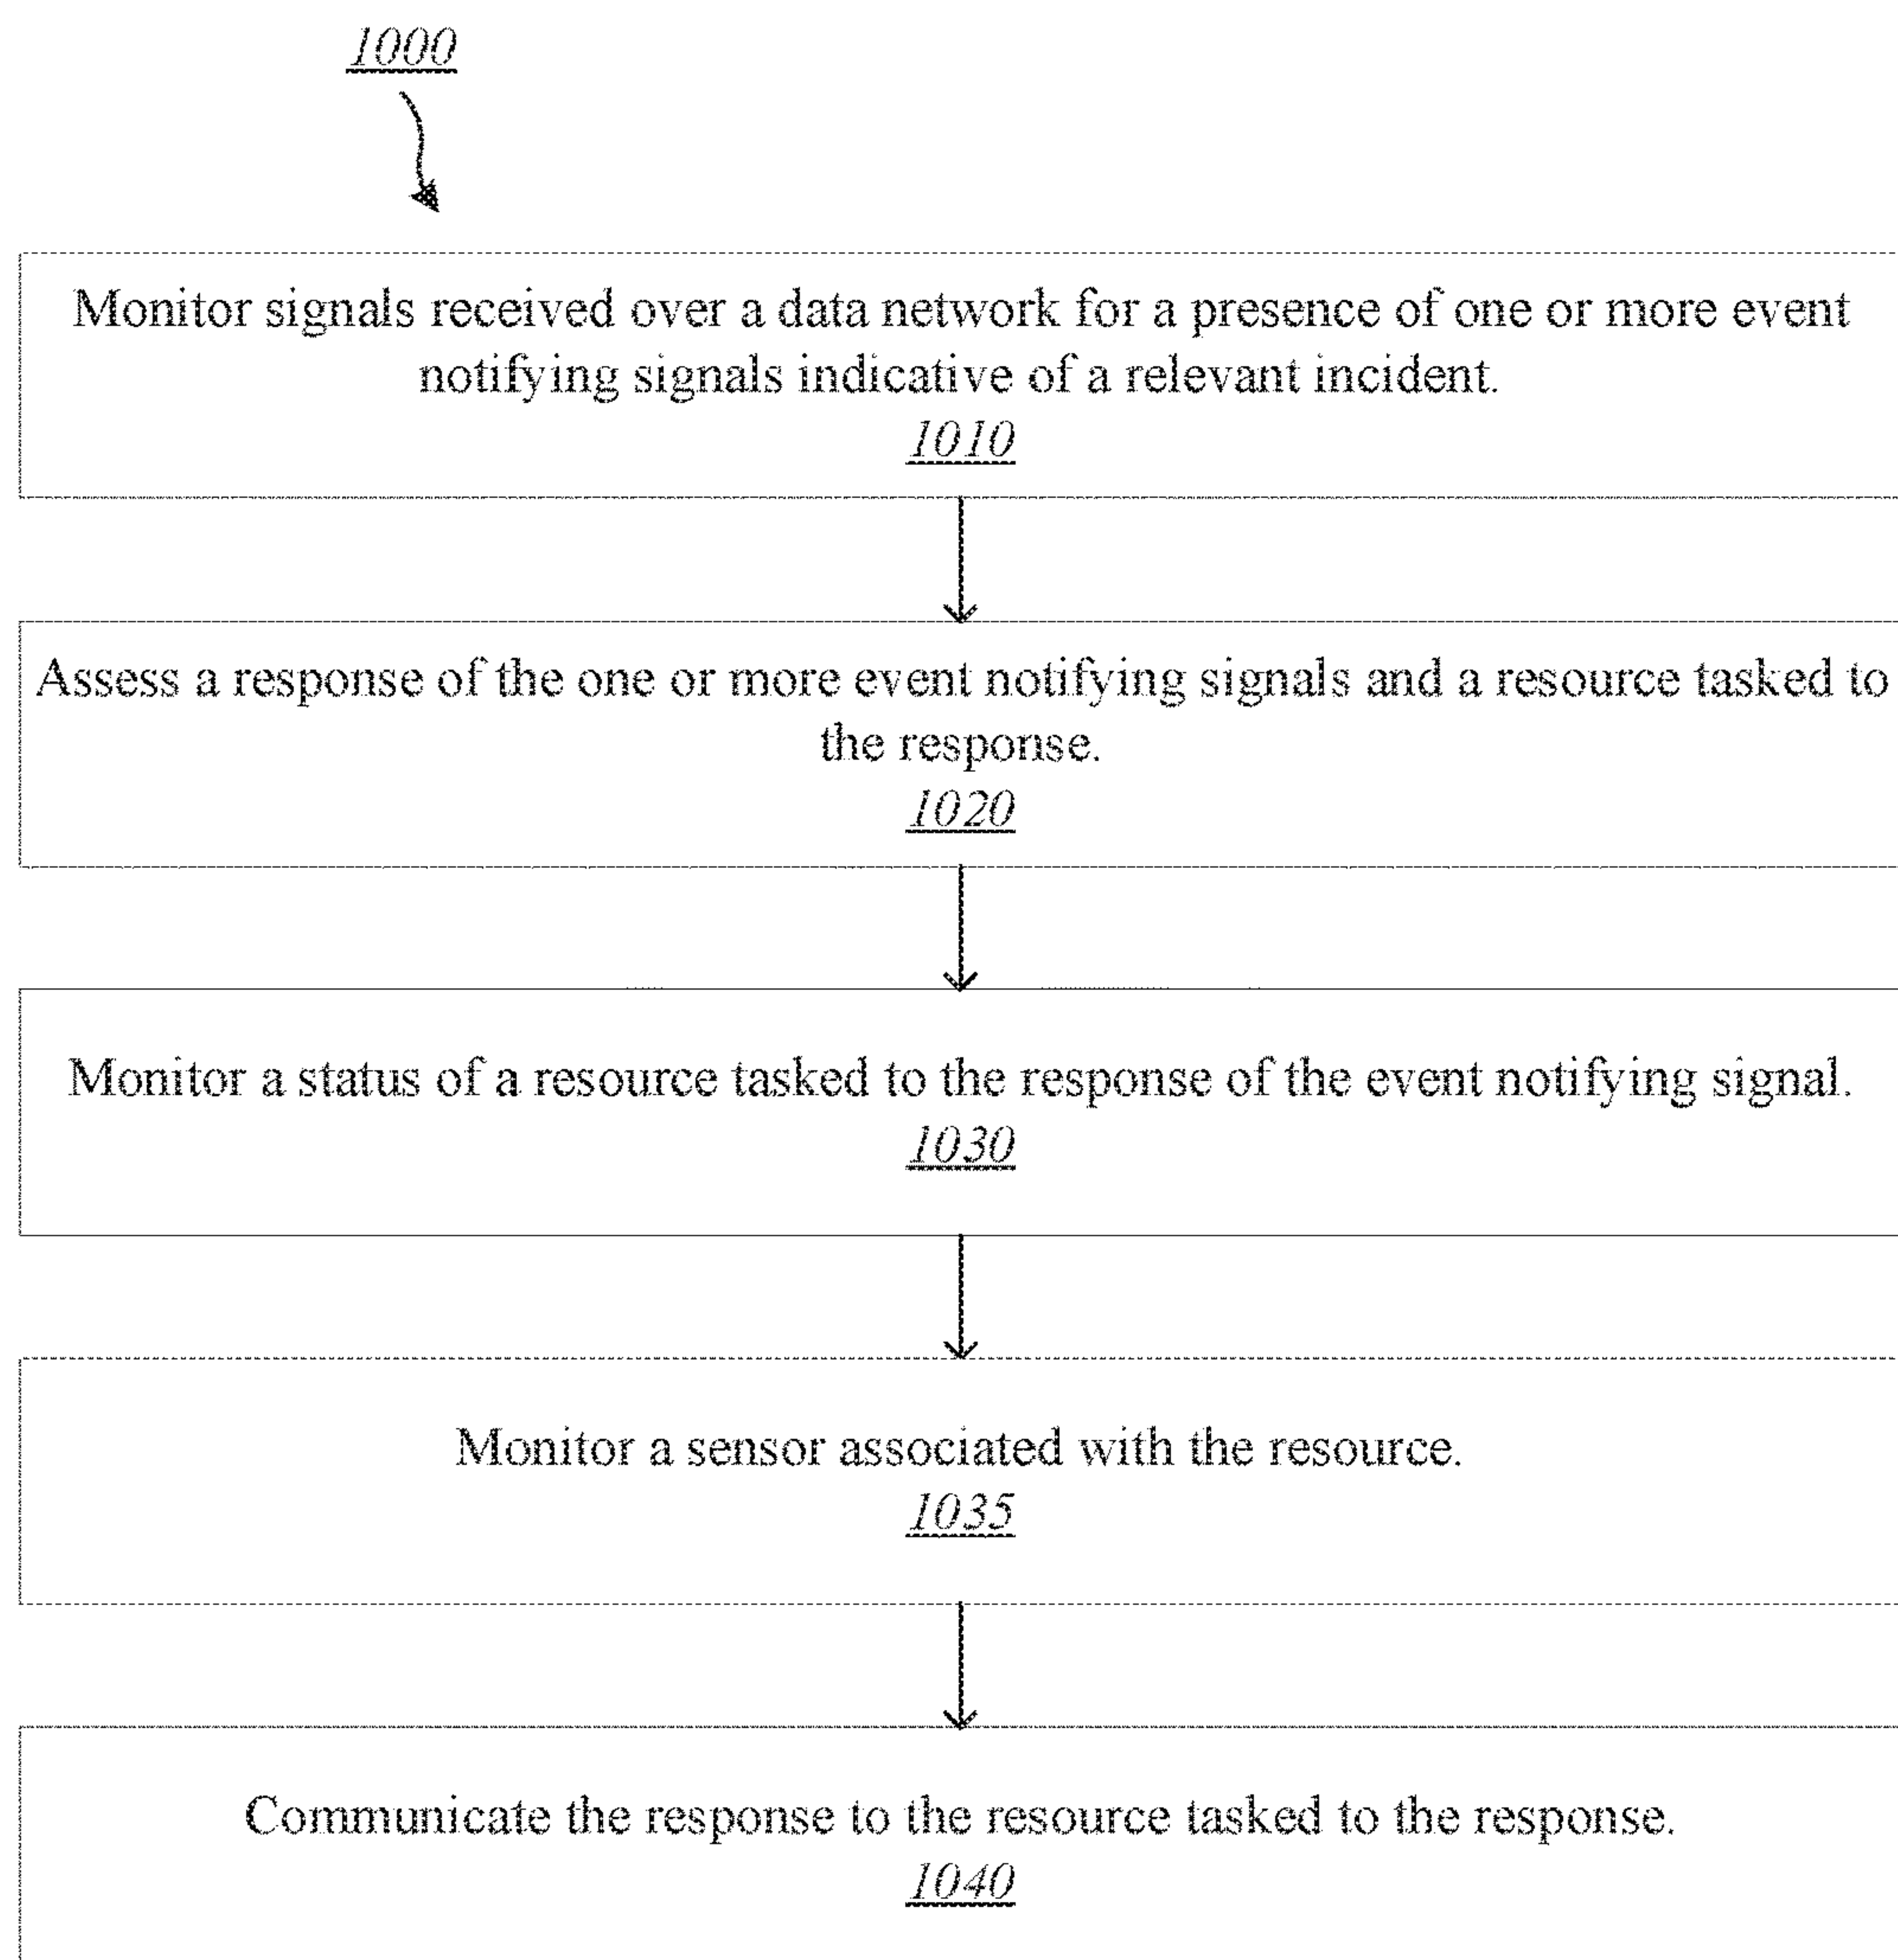 1000
Monitor signals received over a data network for a presence of one or more event
notifying signals indicative of a relevant incident.
1010
Assess a response of the one or more event notifying signals and a resource tasked to
the response.
1020
Monitor a status of a resource tasked to the response of the event notifying signal.
1030
Monitor a sensor associated with the resource.
1035
Communicate the response to the resource tasked to the response.
1040